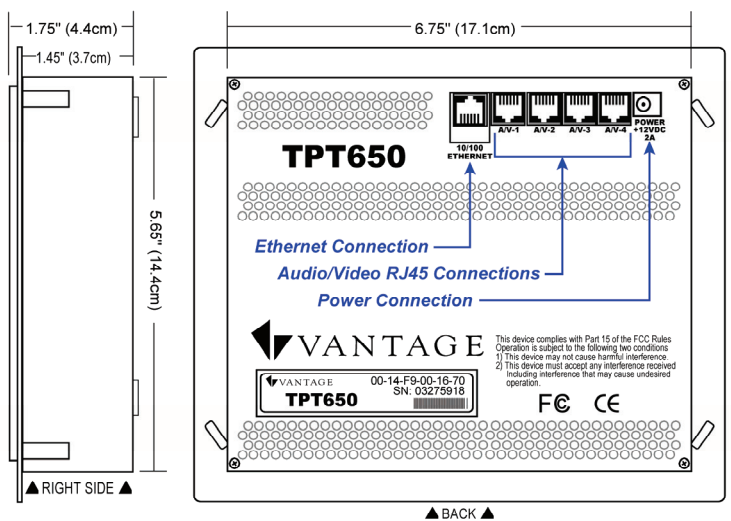 1.75" (4.4cm)
6.75" (17.1cm)
1.45" (3.7cm)
5.65" (14.4cm)
A/V-1
A/V-2
A/V-3
A/V-4
POWER
+12VDC
2A
10/100
ETHERNET
TPT650
Ethernet Connection
Audio/Video RJ45 Connections
Power Connection
VANTAGE
This device complies with Part 15 of the FCC Rules
Operation is subject to the following two conditions
1) This device may not cause harmful interference.
2) This device must accept any interference received
Including interference that may cause undesired
operation.
VANTAGE
TPT650
00-14-F9-00-16-70
SN: 03275918
FC CE
RIGHT SIDE
BACK